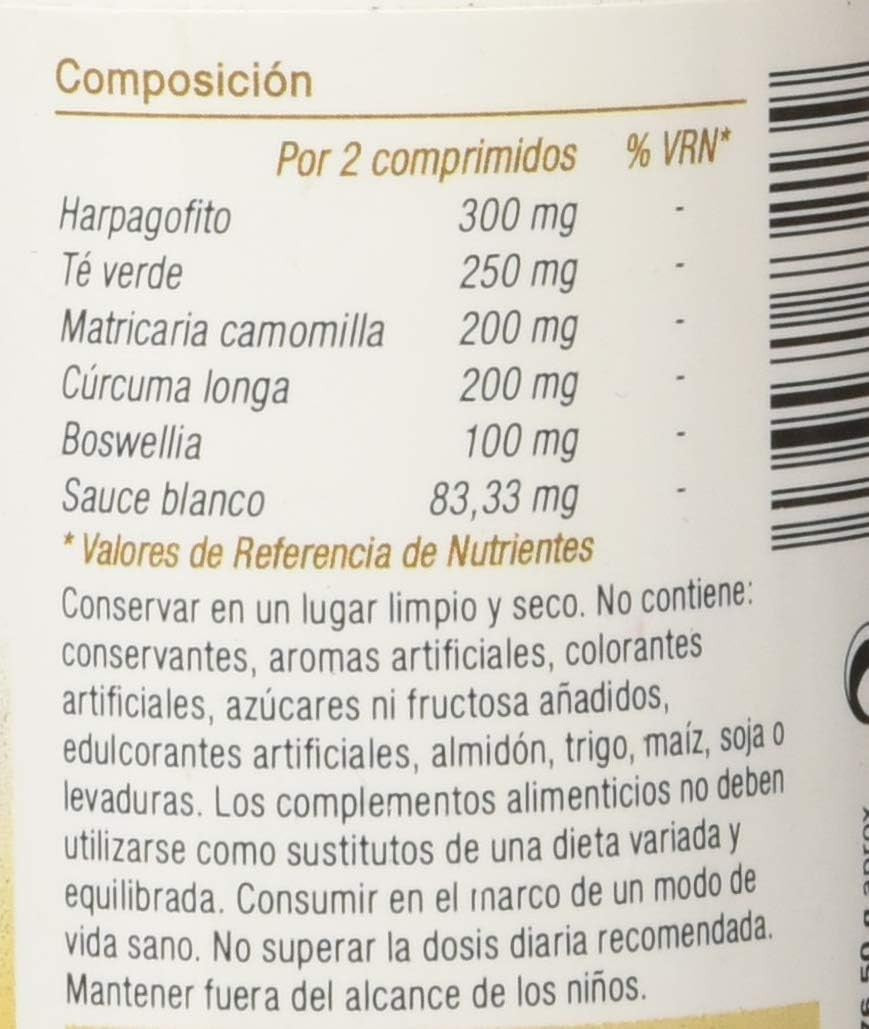 Composición
Por 2 comprimidos % VRN*
Harpagofito 300 mg -
Té verde 250 mg -
Matricaria camomilla 200 mg -
Cúrcuma longa 200 mg -
Boswellia 100 mg -
Sauce blanco 83,33 mg -
* Valores de Referencia de Nutrientes
Conservar en un lugar limpio y seco. No contiene:
conservantes, aromas artificiales, colorantes
artificiales, azúcares ni fructosa añadidos,
edulcorantes artificiales, almidón, trigo, maíz, soja o
levaduras. Los complementos alimenticios no deben
utilizarse como sustitutos de una dieta variada y
equilibrada. Consumir en el marco de un modo de
vida sano. No superar la dosis diaria recomendada.
Mantener fuera del alcance de los niños.